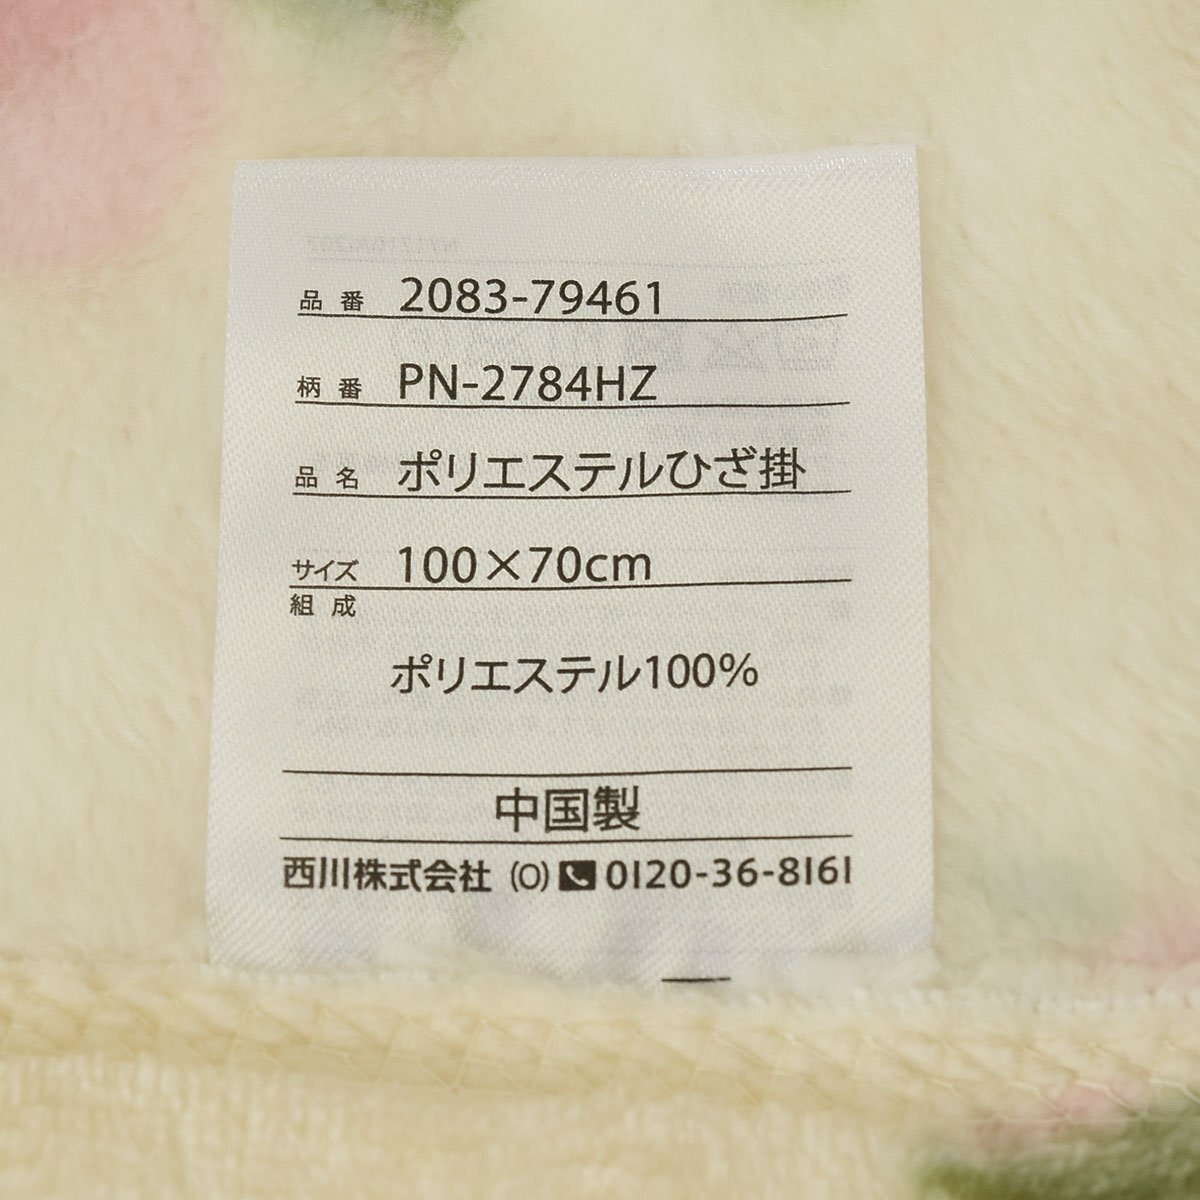 品番 2083-79461
柄番 PN-2784HZ
品名 ポリエステルひざ掛
サイズ 100×70cm
組成
ポリエステル100%
中国製
西川株式会社 (O) 0120-36-8161